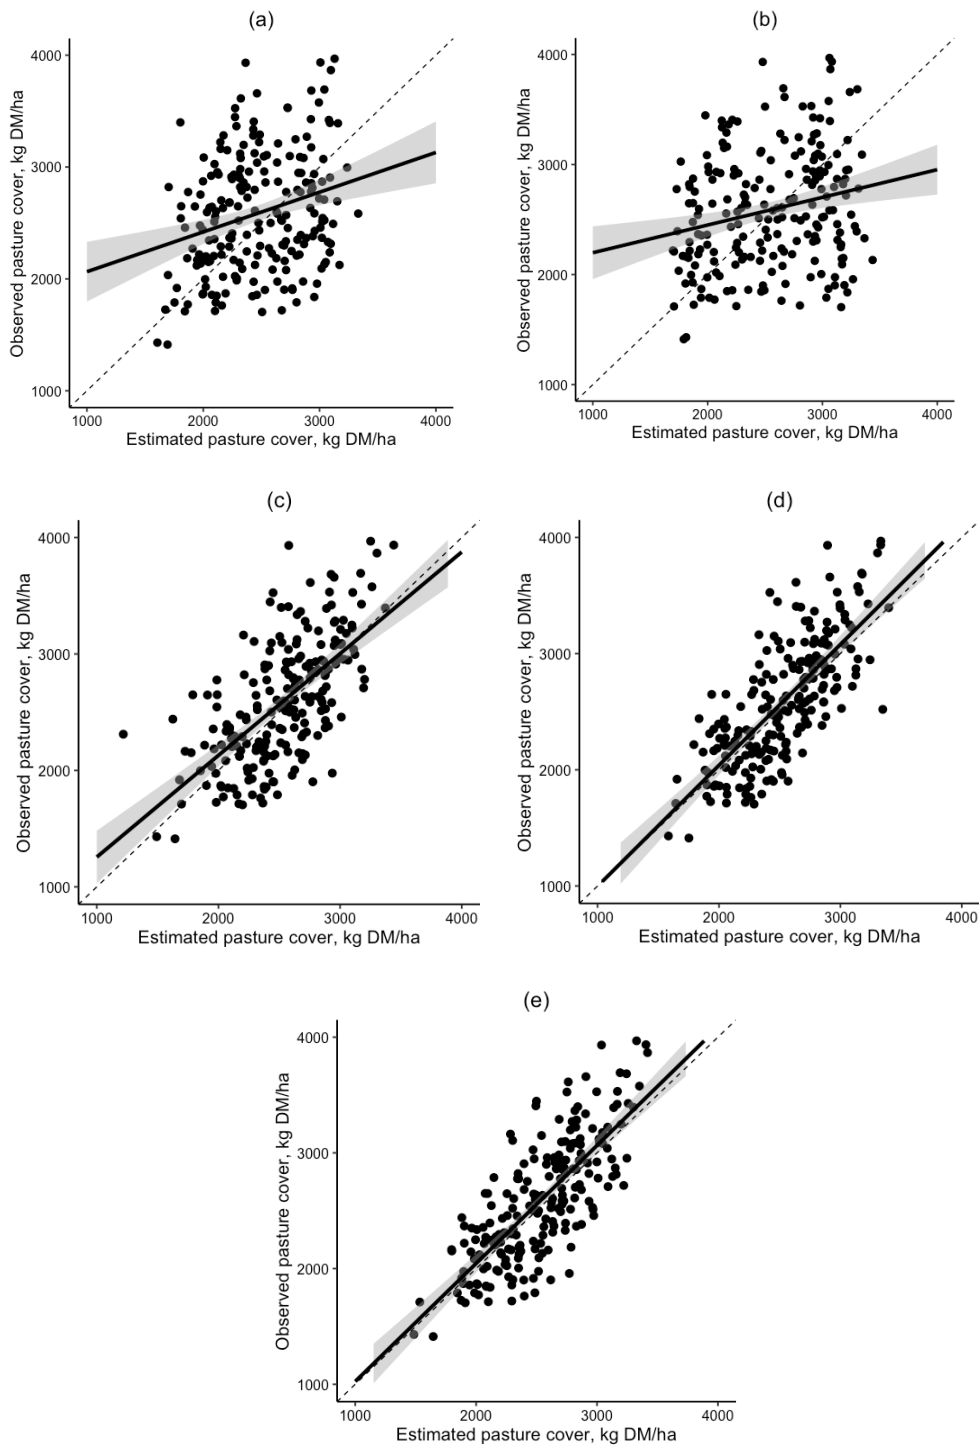 (a)
Observed pasture cover, kg DM/ha
4000
3000
2000
1000
1000 2000 3000 4000
Estimated pasture cover, kg DM/ha
(b)
Observed pasture cover, kg DM/ha
4000
3000
2000
1000
1000 2000 3000 4000
Estimated pasture cover, kg DM/ha
(c)
Observed pasture cover, kg DM/ha
4000
3000
2000
1000
1000 2000 3000 4000
Estimated pasture cover, kg DM/ha
(d)
Observed pasture cover, kg DM/ha
4000
3000
2000
1000
1000 2000 3000 4000
Estimated pasture cover, kg DM/ha
(e)
Observed pasture cover, kg DM/ha
4000
3000
2000
1000
1000 2000 3000 4000
Estimated pasture cover, kg DM/ha